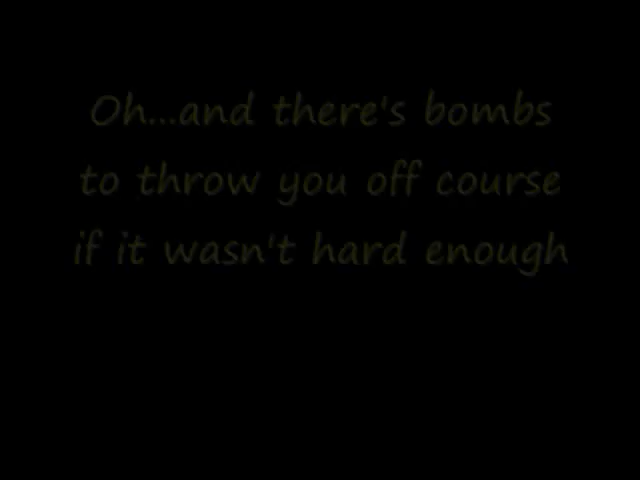 Oh...and there's bombs
to throw you off course
if it wasn't hard enough